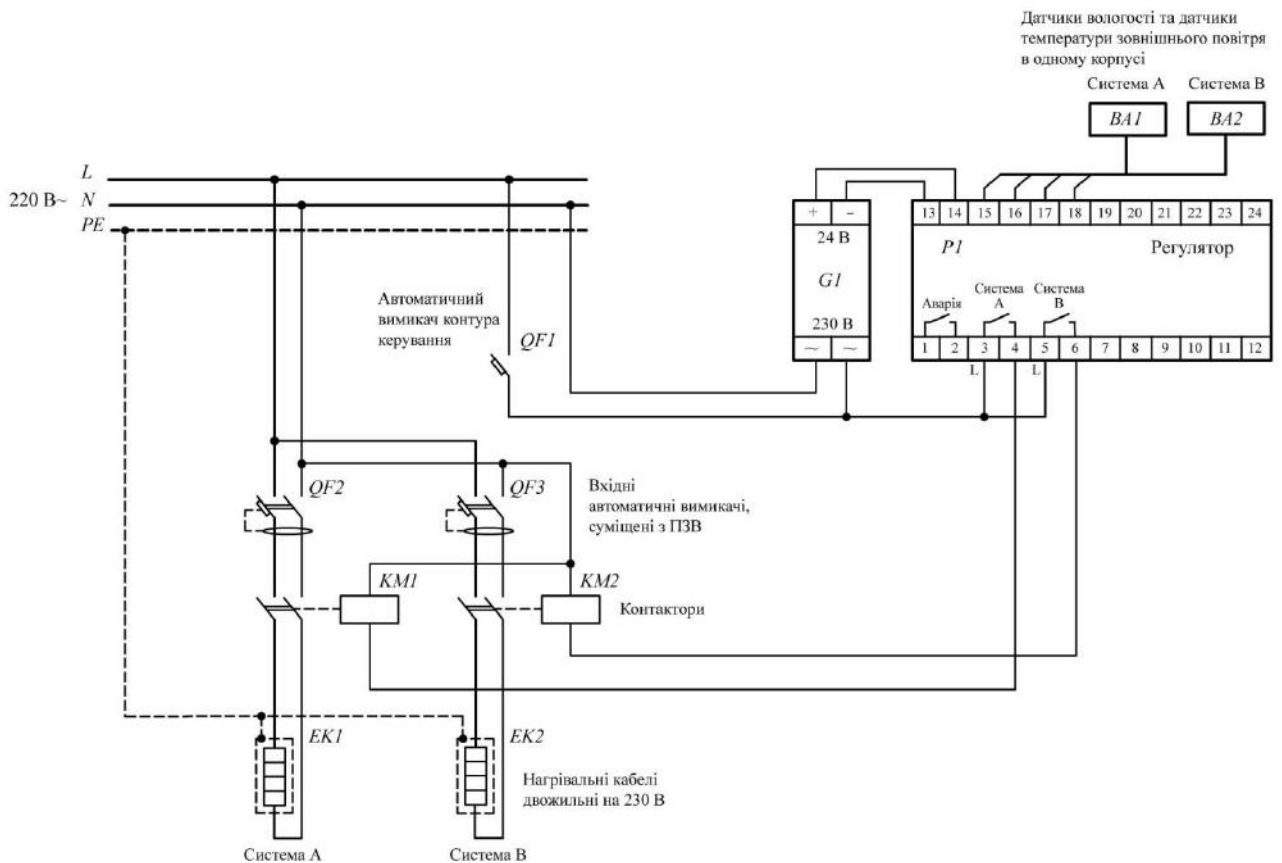 Датчики вологості та датчики
температури зовнішнього повітря
в одному корпусі
Система А Система В
BA1 BA2
L
220 В~ N
PE
+ –
24 В
G1
230 В
~ ~
13 14 15 16 17 18 19 20 21 22 23 24
P1 Регулятор
Аварія Система А Система В
1 2 3 4 5 6 7 8 9 10 11 12
L L
Автоматичний
вимикач контура
керування
QF1
QF2 QF3
Вхідні
автоматичні вимикачі,
суміщені з ПЗВ
KM1 KM2
Контактори
EK1 EK2
Нагрівальні кабелі
двожильні на 230 В
Система А Система В